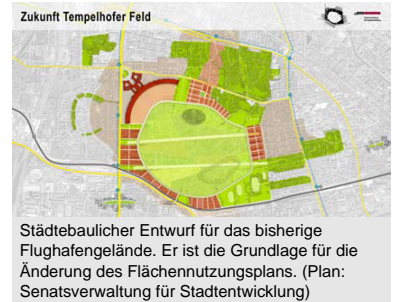 Zukunft Tempelhofer Feld
Städtebaulicher Entwurf für das bisherige
Flughafengelände. Er ist die Grundlage für die
Änderung des Flächennutzungsplans. (Plan:
Senatsverwaltung für Stadtentwicklung)